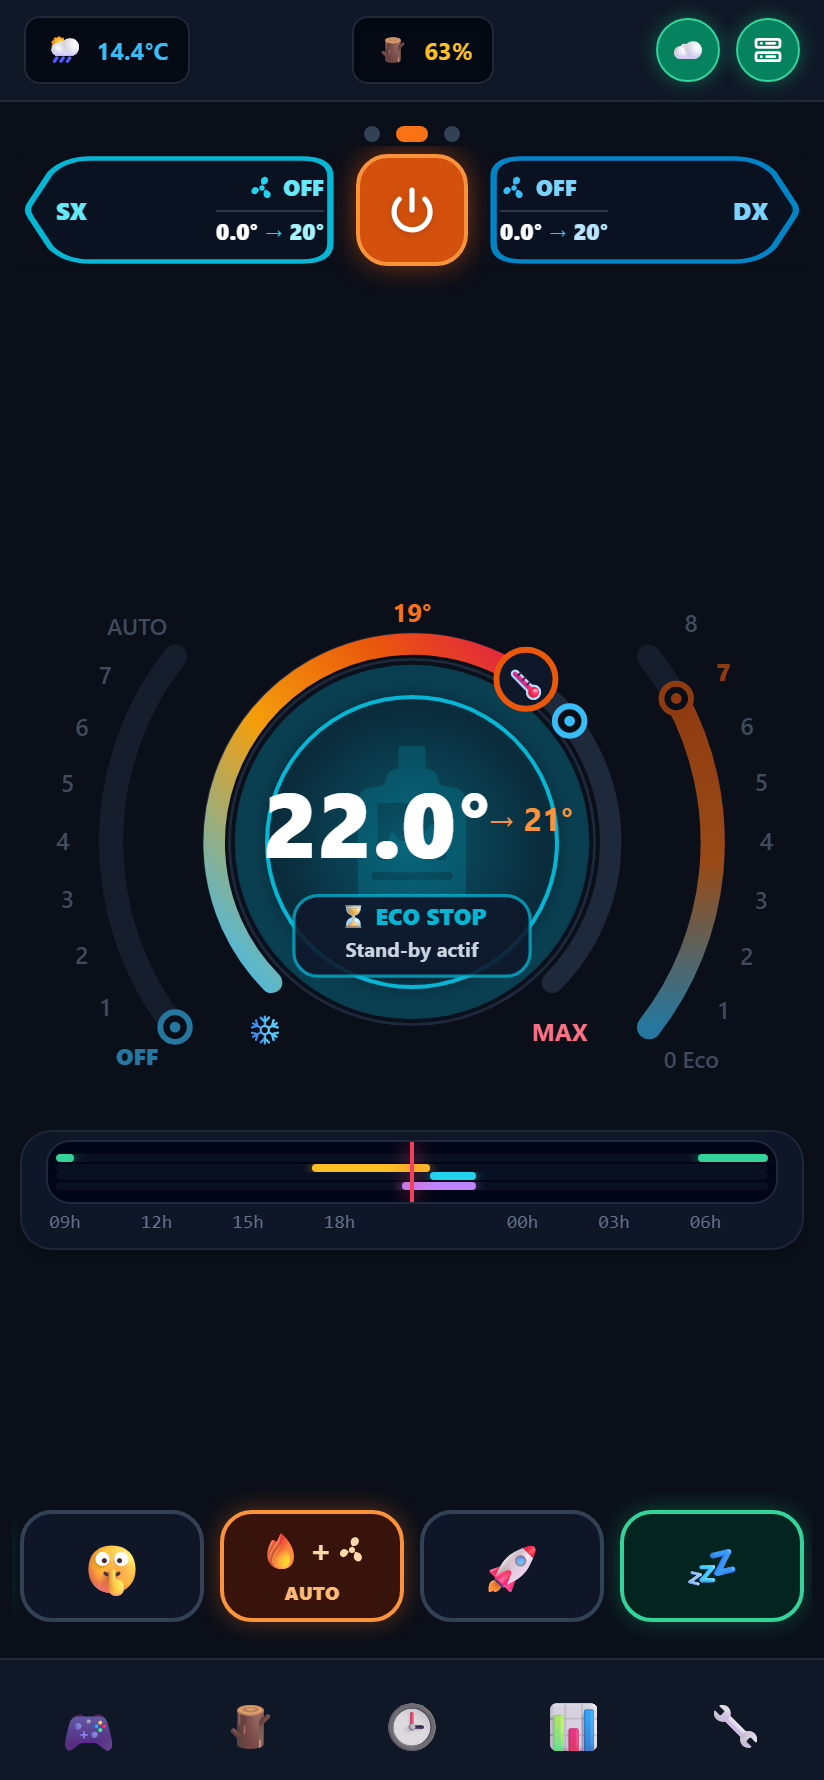 14.4°C
63%
SX
OFF
0.0° → 20°
OFF
0.0° → 20°
DX
19°
AUTO
7
6
5
4
3
2
1
OFF
8
7
6
5
4
3
2
1
0 Eco
22.0° → 21°
⏳ ECO STOP
Stand-by actif
MAX
09h 12h 15h 18h 00h 03h 06h
+
AUTO
zzZ